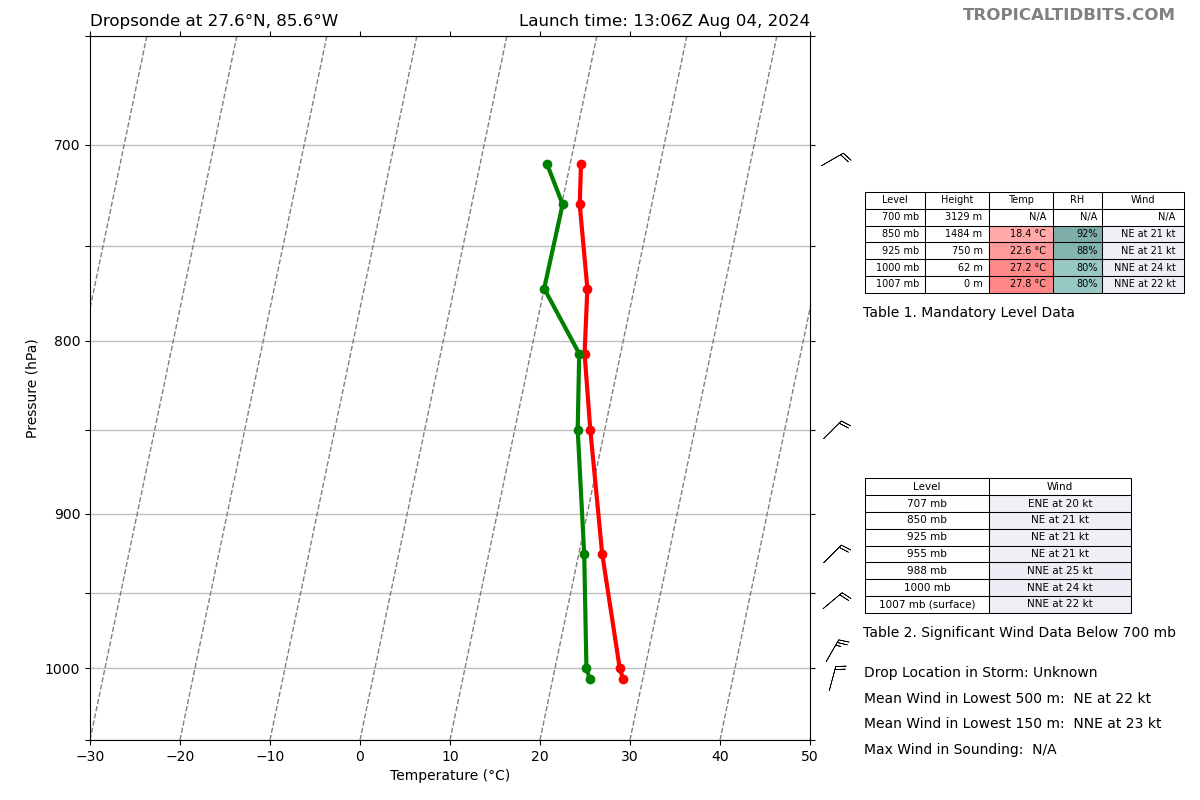 Dropsonde at 27.6°N, 85.6°W
Launch time: 13:06Z Aug 04, 2024
TROPICALTIDBITS.COM
Pressure (hPa)
700
800
900
1000
−30 −20 −10 0 10 20 30 40 50
Temperature (°C)
Level Height Temp RH Wind
700 mb 3129 m N/A N/A N/A
850 mb 1484 m 18.4 °C 92% NE at 21 kt
925 mb 750 m 22.6 °C 88% NE at 21 kt
1000 mb 62 m 27.2 °C 80% NNE at 24 kt
1007 mb 0 m 27.8 °C 80% NNE at 22 kt
Table 1. Mandatory Level Data
Level Wind
707 mb ENE at 20 kt
850 mb NE at 21 kt
925 mb NE at 21 kt
955 mb NE at 21 kt
988 mb NNE at 25 kt
1000 mb NNE at 24 kt
1007 mb (surface) NNE at 22 kt
Table 2. Significant Wind Data Below 700 mb
Drop Location in Storm: Unknown
Mean Wind in Lowest 500 m: NE at 22 kt
Mean Wind in Lowest 150 m: NNE at 23 kt
Max Wind in Sounding: N/A